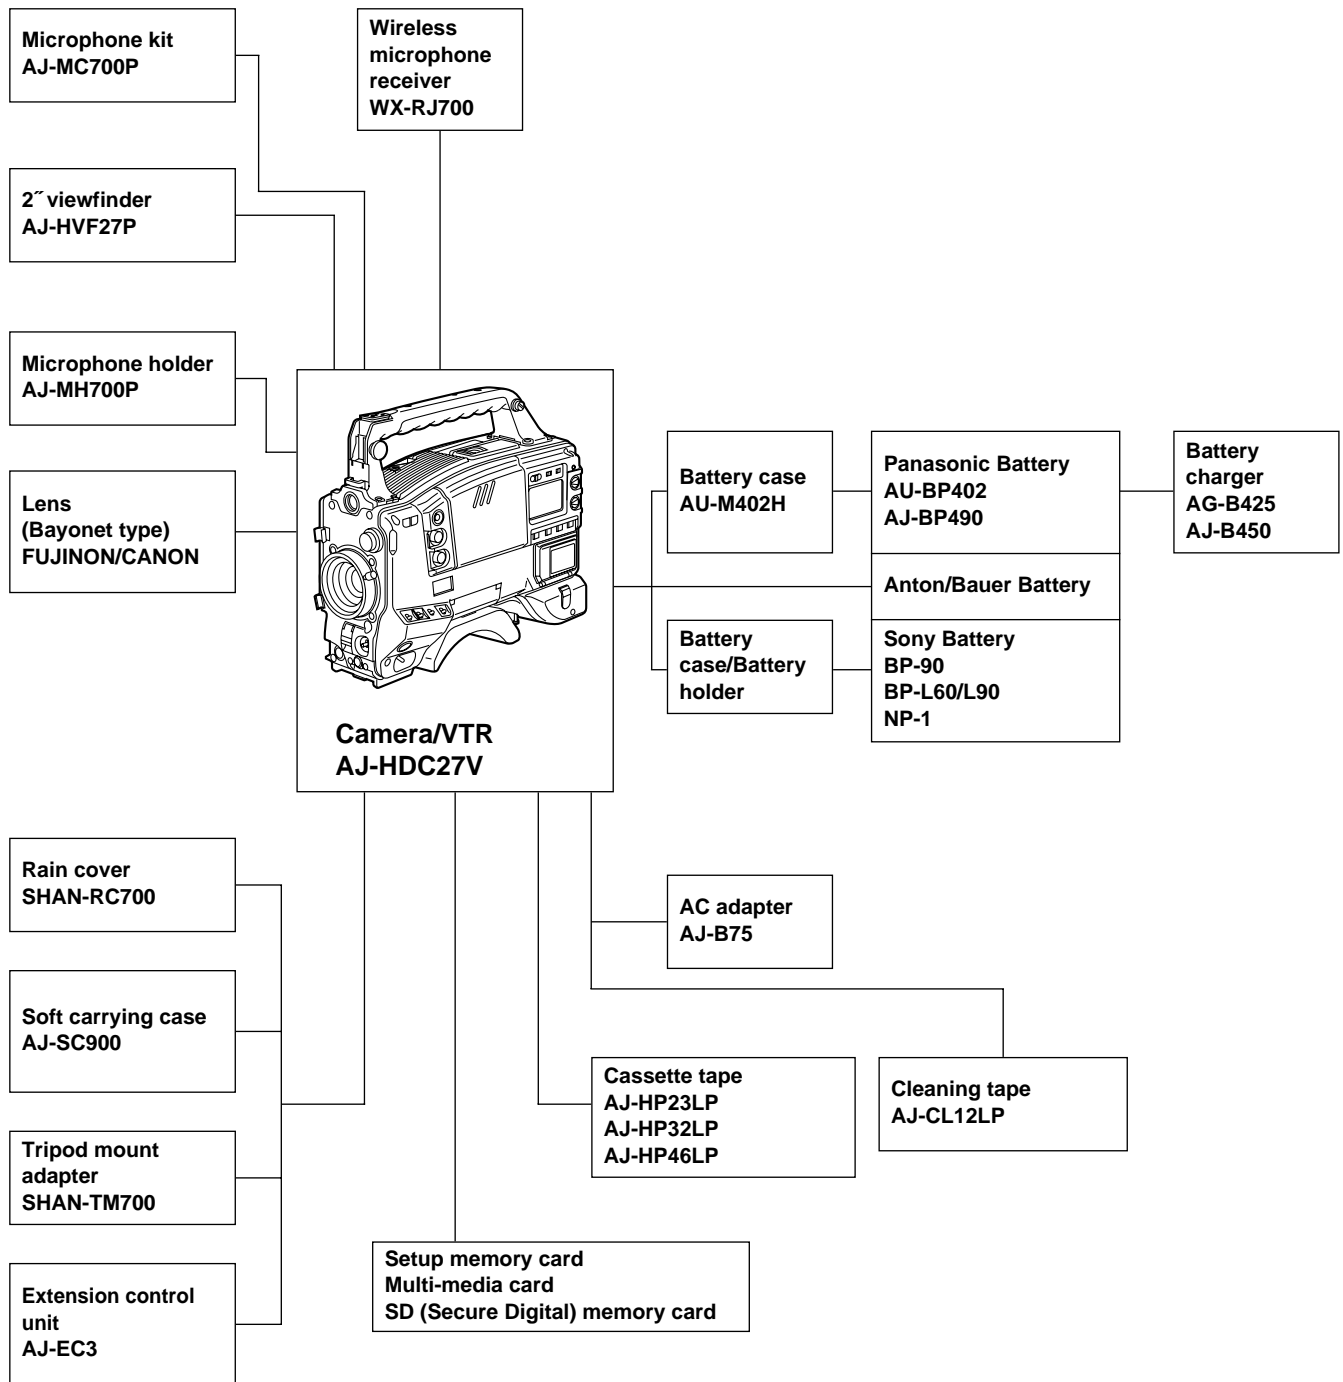 Microphone kit
AJ-MC700P
Wireless
microphone
receiver
WX-RJ700
2˝ viewfinder
AJ-HVF27P
Microphone holder
AJ-MH700P
Lens
(Bayonet type)
FUJINON/CANON
Camera/VTR
AJ-HDC27V
Battery case
AU-M402H
Panasonic Battery
AU-BP402
AJ-BP490
Battery
charger
AG-B425
AJ-B450
Anton/Bauer Battery
Battery
case/Battery
holder
Sony Battery
BP-90
BP-L60/L90
NP-1
Rain cover
SHAN-RC700
Soft carrying case
AJ-SC900
Tripod mount
adapter
SHAN-TM700
Extension control
unit
AJ-EC3
AC adapter
AJ-B75
Cassette tape
AJ-HP23LP
AJ-HP32LP
AJ-HP46LP
Cleaning tape
AJ-CL12LP
Setup memory card
Multi-media card
SD (Secure Digital) memory card